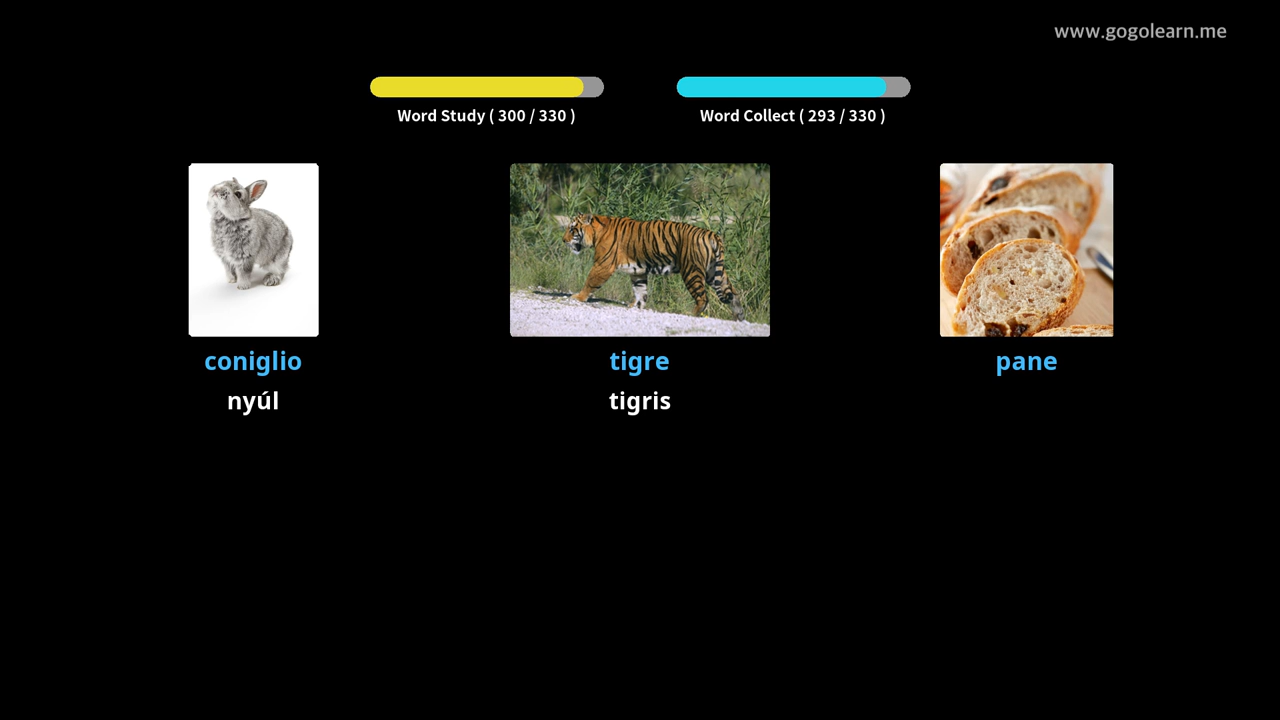 www.gogolearn.me
Word Study ( 300 / 330 )
Word Collect ( 293 / 330 )
coniglio
tigre
pane
nyúl
tigris